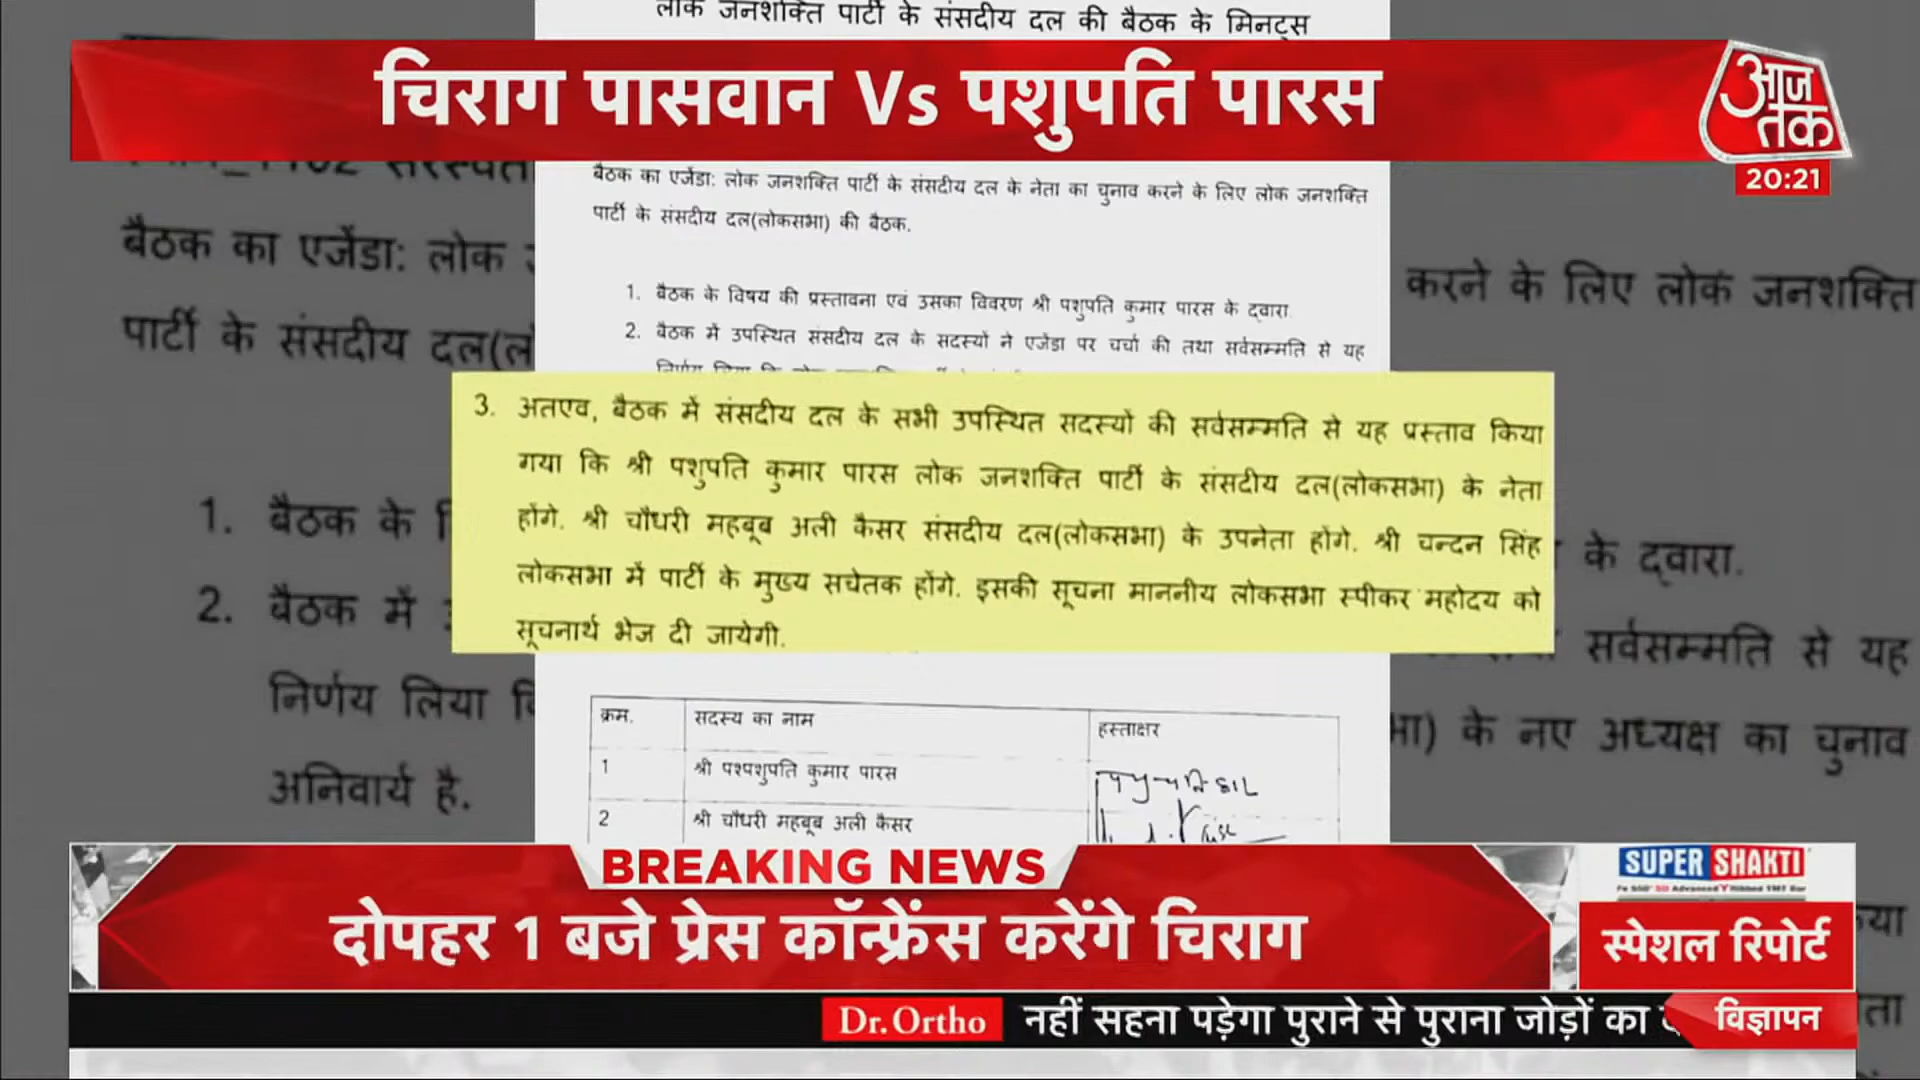 लोक जनशक्ति पार्टी के संसदीय दल की बैठक के मिनट्स
चिराग पासवान Vs पशुपति पारस
आज
तक
20:21
बैठक का एजेंडा: लोक जनशक्ति पार्टी के संसदीय दल के नेता का चुनाव करने के लिए लोक जनशक्ति
पार्टी के संसदीय दल(लोकसभा) की बैठक.
1. बैठक के विषय की प्रस्तावना एवं उसका विवरण श्री पशुपति कुमार पारस के द्वारा
2. बैठक में उपस्थित संसदीय दल के सदस्यों ने एजेंडा पर चर्चा की तथा सर्वसम्मति से यह
3. अतएव, बैठक में संसदीय दल के सभी उपस्थित सदस्यों की सर्वसम्मति से यह प्रस्ताव किया
गया कि श्री पशुपति कुमार पारस लोक जनशक्ति पार्टी के संसदीय दल(लोकसभा) के नेता
होंगे. श्री चौधरी महबूब अली कैसर संसदीय दल(लोकसभा) के उपनेता होंगे. श्री चन्दन सिंह
लोकसभा में पार्टी के मुख्य सचेतक होंगे. इसकी सूचना माननीय लोकसभा स्पीकर महोदय को
सूचनार्थ भेज दी जायेगी.
क्रम. सदस्य का नाम हस्ताक्षर
1 श्री पश्पशुपति कुमार पारस
2 श्री चौधरी महबूब अली कैसर
बैठक का एजेंडा: लोक
करने के लिए लोक जनशक्ति
पार्टी के संसदीय दल(लो
1. बैठक के
के द्वारा.
2. बैठक में
सर्वसम्मति से यह
निर्णय लिया
के नए अध्यक्ष का चुनाव
अनिवार्य है.
BREAKING NEWS
दोपहर 1 बजे प्रेस कॉन्फ्रेंस करेंगे चिराग
SUPER SHAKTI
स्पेशल रिपोर्ट
Dr. Ortho नहीं सहना पड़ेगा पुराने से पुराना जोड़ों का
विज्ञापन